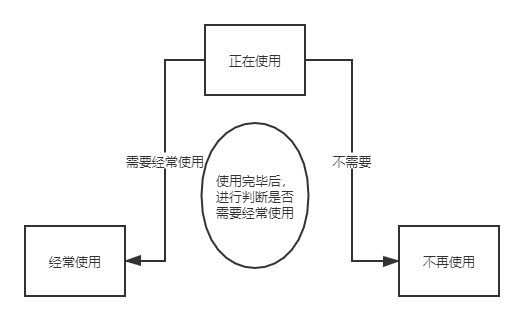 正在使用
需要经常使用
不需要
使用完毕后，
进行判断是否
需要经常使用
经常使用
不再使用